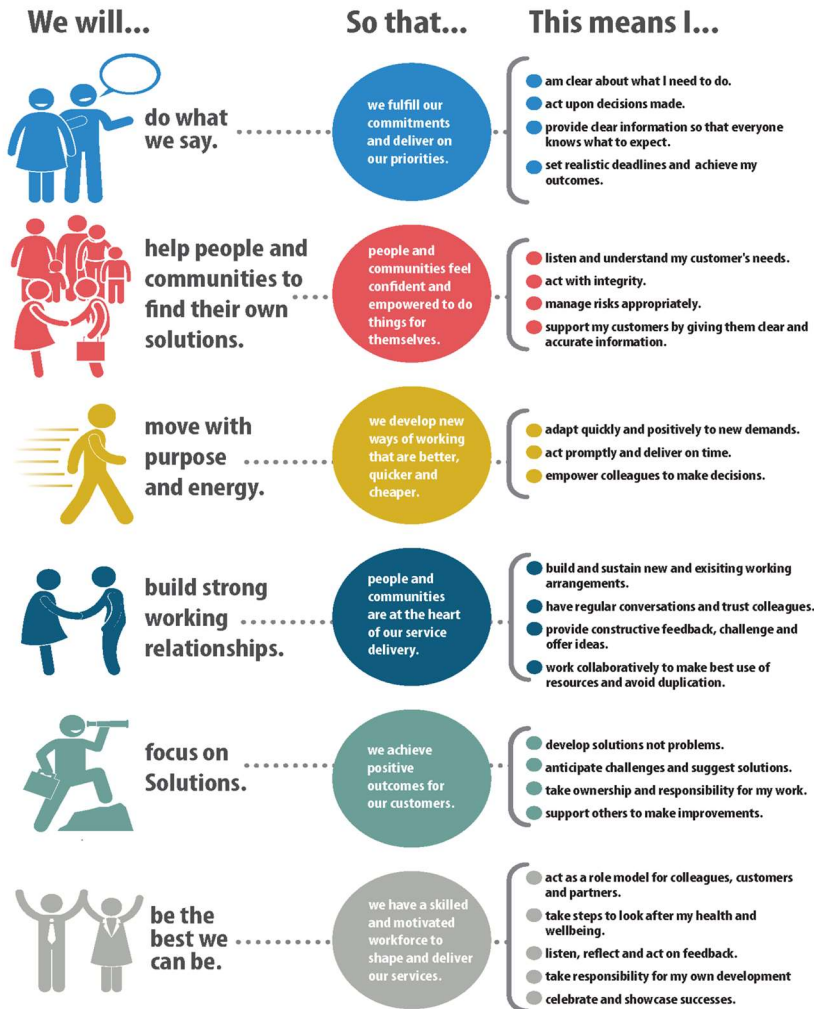 We will...
So that...
This means I...
do what
we say.
we fulfill our
commitments
and deliver on
our priorities.
am clear about what I need to do.
act upon decisions made.
provide clear information so that everyone
knows what to expect.
set realistic deadlines and achieve my
outcomes.
help people and
communities to
find their own
solutions.
people and
communities feel
confident and
empowered to do
things for
themselves.
listen and understand my customer's needs.
act with integrity.
manage risks appropriately.
support my customers by giving them clear and
accurate information.
move with
purpose
and energy.
we develop new
ways of working
that are better,
quicker and
cheaper.
adapt quickly and positively to new demands.
act promptly and deliver on time.
empower colleagues to make decisions.
build strong
working
relationships.
people and
communities
are at the heart
of our service
delivery.
build and sustain new and exisiting working
arrangements.
have regular conversations and trust colleagues.
provide constructive feedback, challenge and
offer ideas.
work collaboratively to make best use of
resources and avoid duplication.
focus on
Solutions.
we achieve
positive
outcomes for
our customers.
develop solutions not problems.
anticipate challenges and suggest solutions.
take ownership and responsibility for my work.
support others to make improvements.
be the
best we
can be.
we have a skilled
and motivated
workforce to
shape and deliver
our services.
act as a role model for colleagues, customers
and partners.
take steps to look after my health and
wellbeing.
listen, reflect and act on feedback.
take responsibility for my own development
celebrate and showcase successes.